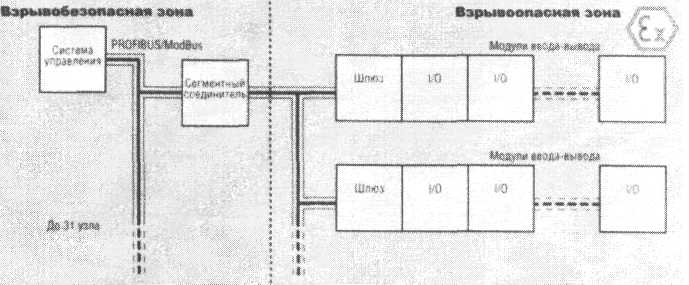 Взрывобезопасная зона
Взрывоопасная зона
Ex
Система
управления
PROFIBUS/ModBus
Сегментный
соединитель
Модули ввода-вывода
Шлюз
I/O
I/O
I/O
Модули ввода-вывода
Шлюз
I/O
I/O
I/O
До 31 узла